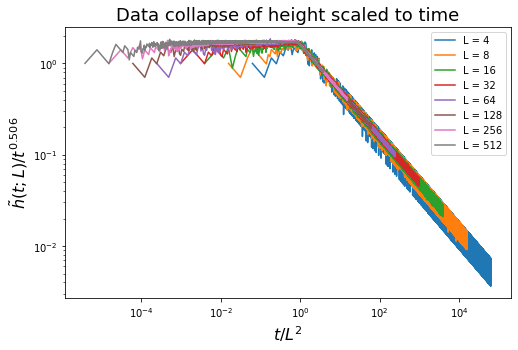 Data collapse of height scaled to time
h̃(t; L)/t^0.506
10^0
10^-1
10^-2
L = 4
L = 8
L = 16
L = 32
L = 64
L = 128
L = 256
L = 512
10^-4
10^-2
10^0
10^2
10^4
t/L^2